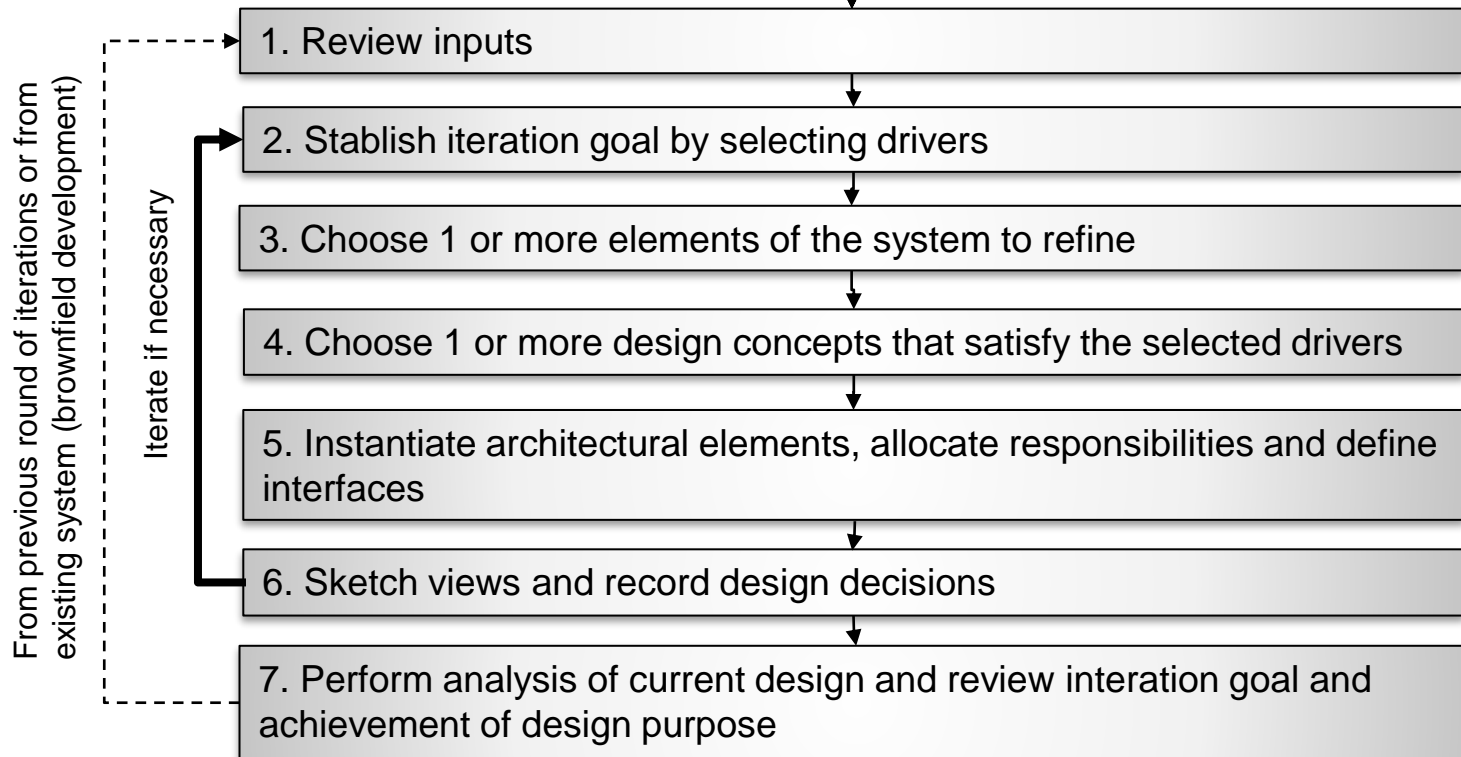 1. Review inputs
2. Stablish iteration goal by selecting drivers
3. Choose 1 or more elements of the system to refine
4. Choose 1 or more design concepts that satisfy the selected drivers
5. Instantiate architectural elements, allocate responsibilities and define
interfaces
6. Sketch views and record design decisions
7. Perform analysis of current design and review interation goal and
achievement of design purpose
From previous round of iterations or from
existing system (brownfield development)
Iterate if necessary